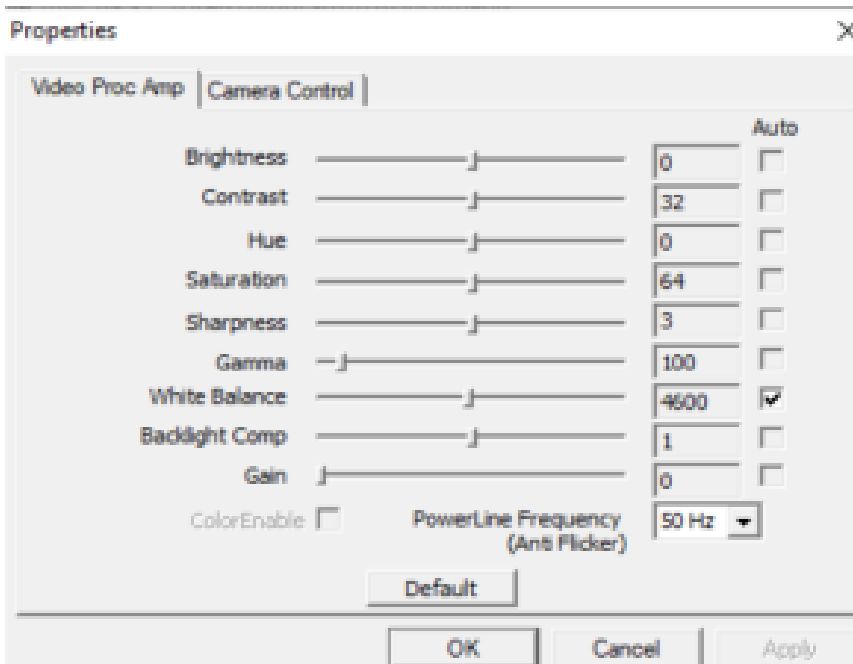 Properties
Video Proc Amp Camera Control
Auto
Brightness 0
Contrast 32
Hue 0
Saturation 64
Sharpness 3
Gamma 100
White Balance 4600
Backlight Comp 1
Gain 0
ColorEnable PowerLine Frequency 50 Hz
(Anti Flicker)
Default
OK Cancel Apply